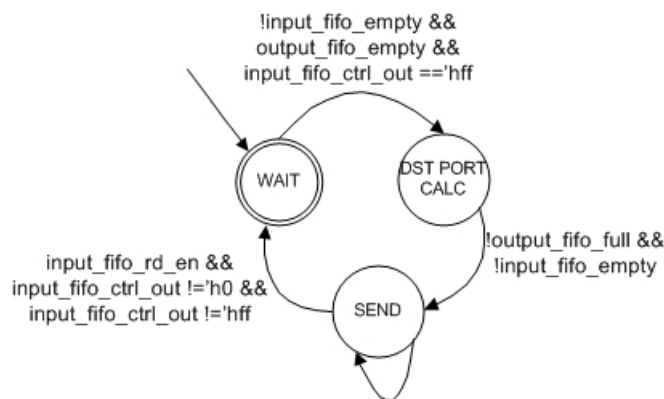 !input_fifo_empty &&
output_fifo_empty &&
input_fifo_ctrl_out =='hff
WAIT
DST PORT
CALC
!output_fifo_full &&
!input_fifo_empty
input_fifo_rd_en &&
input_fifo_ctrl_out !='h0 &&
input_fifo_ctrl_out !='hff
SEND